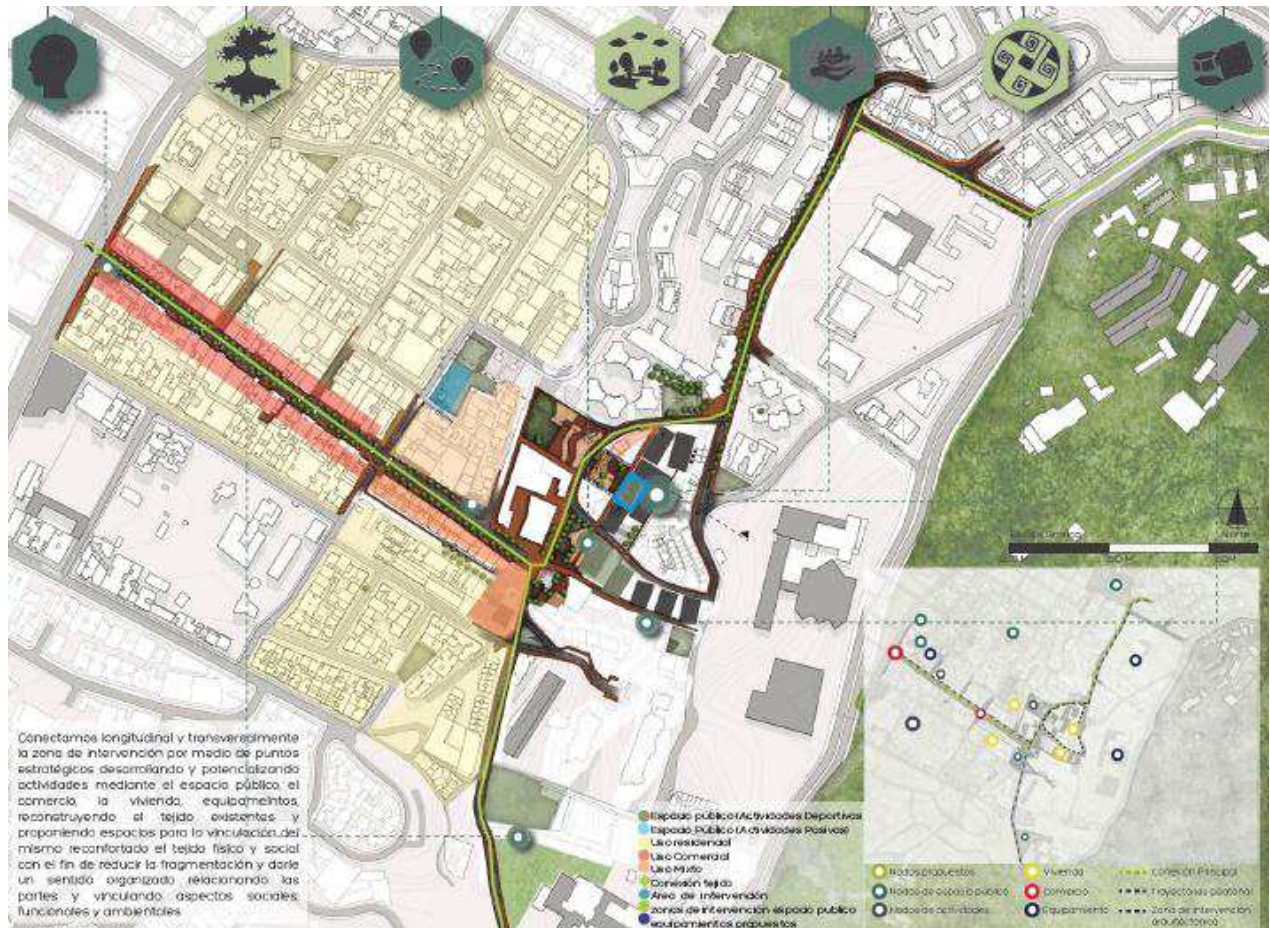 Conectamos longitudinal y transversalmente
la zona de intervención por medio de puntos
estratégicos desarrollando y potencializando
actividades mediante el espacio público, el
comercio, la vivienda, equipameintos,
reconstruyendo el tejido existentes y
proponiendo espacios para la vinculación del
mismo reconfortado el tejido físico y social
con el fin de reducir la fragmentación y darle
un sentido organizado relacionando las
partes y vinculando aspectos sociales,
funcionales y ambientales
Espacio público (Actividades Deportivas
Espacio Público (Actividades Pasivas)
Uso residencial
Uso Comercial
Uso Mixto
Conexión tejido
Área de intervención
zonas de intervención espacio publico
equipamientos propuestos
Norte
Nodos propuestos
Nodos de espacio público
Nodos de actividades
Vivienda
Comercio
Equipamiento
Conexión Principal
Trayectorias peatonal
Zona de intervención
arquitectónica